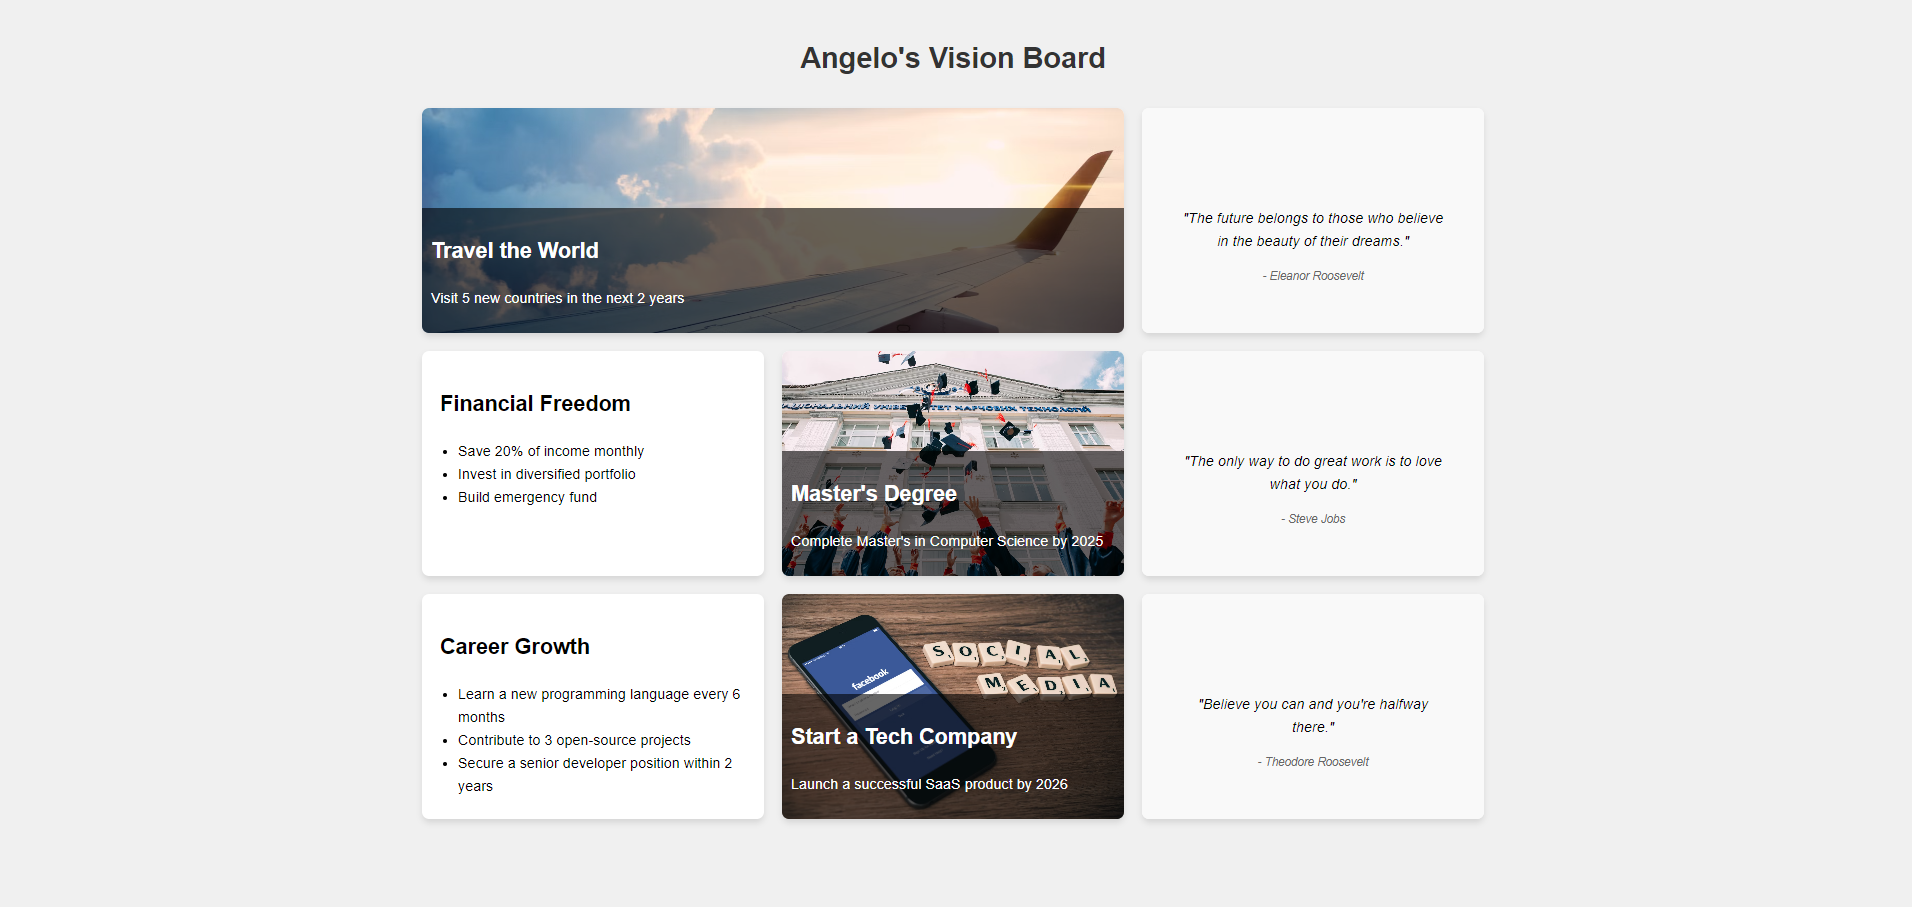 Angelo's Vision Board
Travel the World
Visit 5 new countries in the next 2 years
"The future belongs to those who believe
in the beauty of their dreams."
- Eleanor Roosevelt
Financial Freedom
• Save 20% of income monthly
• Invest in diversified portfolio
• Build emergency fund
УНІВЕРСИТЕТ ХАРЧОВИХ ТЕХНОЛОГІЙ
Master's Degree
Complete Master's in Computer Science by 2025
"The only way to do great work is to love
what you do."
- Steve Jobs
Career Growth
• Learn a new programming language every 6
months
• Contribute to 3 open-source projects
• Secure a senior developer position within 2
years
facebook
SOCIAL
MEDIA
Start a Tech Company
Launch a successful SaaS product by 2026
"Believe you can and you're halfway
there."
- Theodore Roosevelt